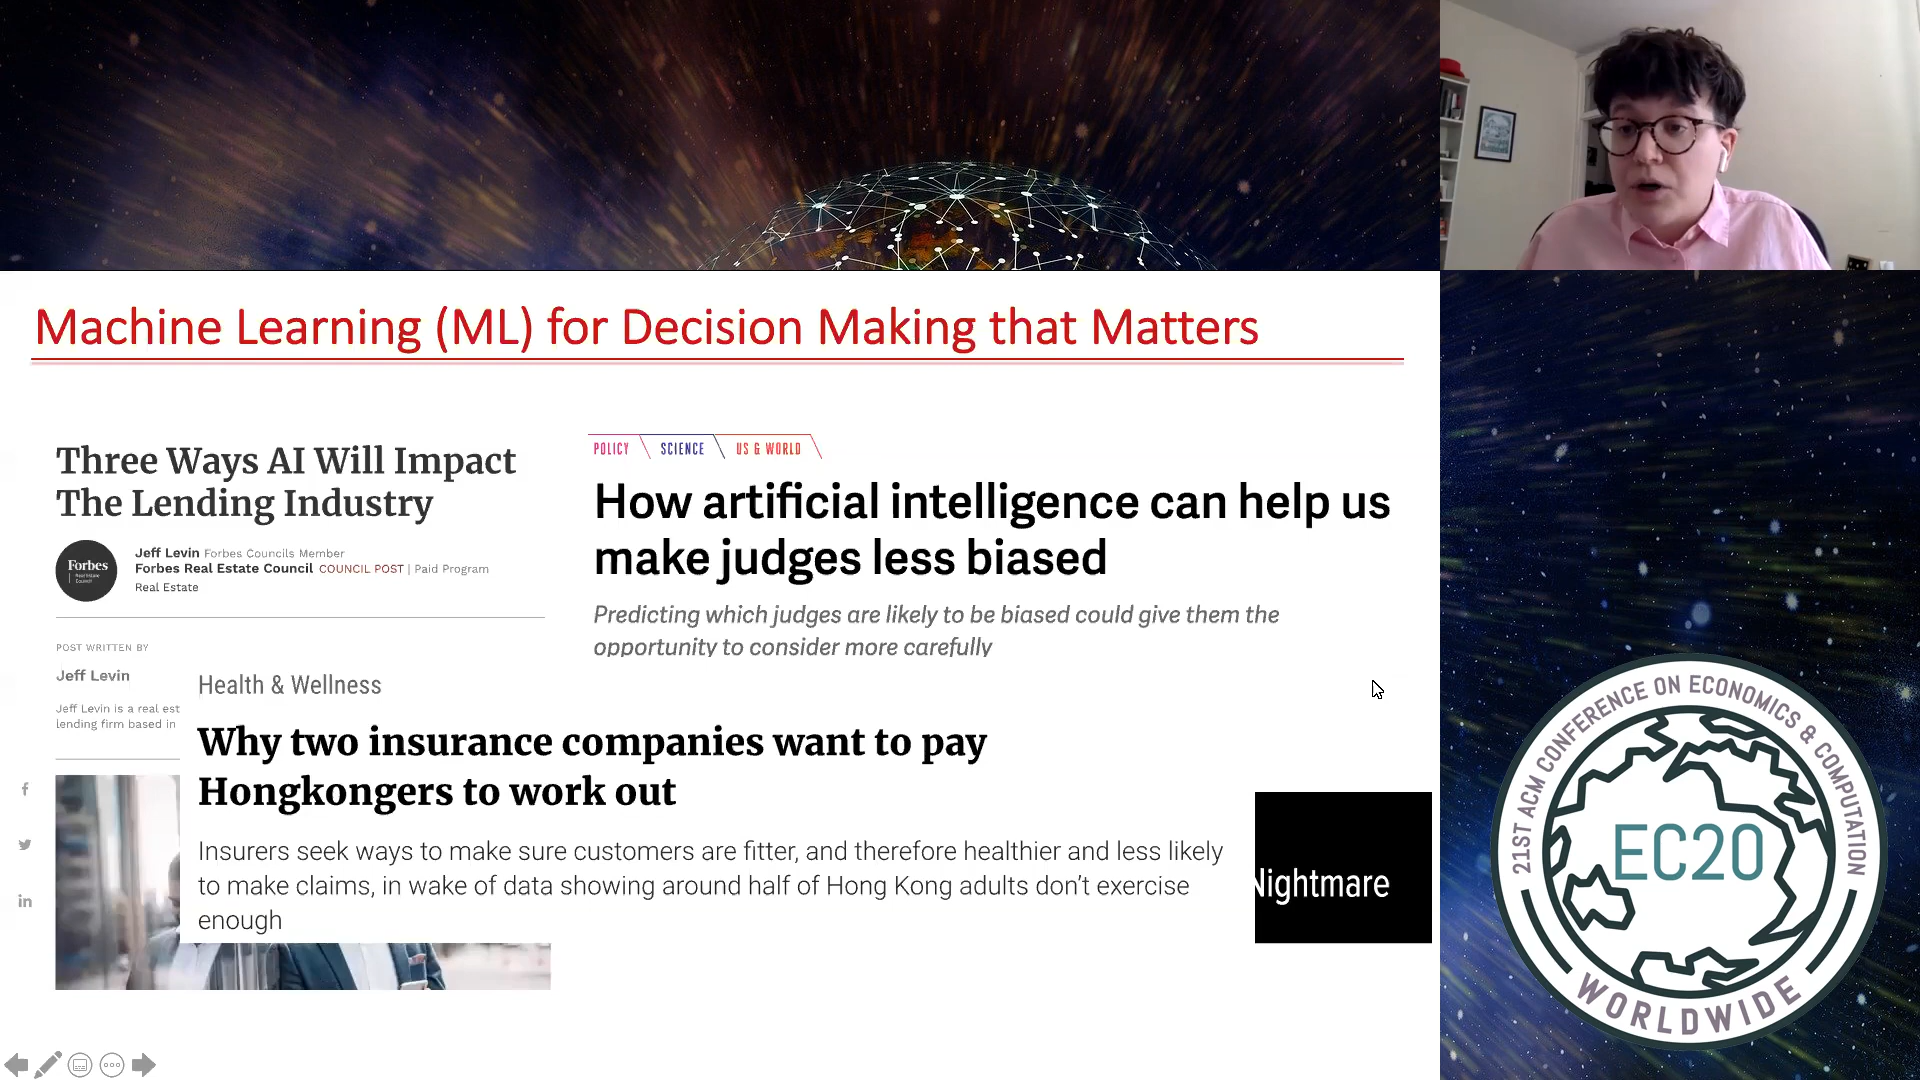 Machine Learning (ML) for Decision Making that Matters
Three Ways AI Will Impact
The Lending Industry
Forbes
Real Estate
Council
Jeff Levin Forbes Councils Member
Forbes Real Estate Council COUNCIL POST | Paid Program
Real Estate
POST WRITTEN BY
Jeff Levin
Jeff Levin is a real est
lending firm based in
POLICY SCIENCE US & WORLD
How artificial intelligence can help us
make judges less biased
Predicting which judges are likely to be biased could give them the
opportunity to consider more carefully
Health & Wellness
Why two insurance companies want to pay
Hongkongers to work out
Insurers seek ways to make sure customers are fitter, and therefore healthier and less likely
to make claims, in wake of data showing around half of Hong Kong adults don’t exercise
enough
Nightmare
21ST ACM CONFERENCE ON ECONOMICS & COMPUTATION
EC20
WORLDWIDE